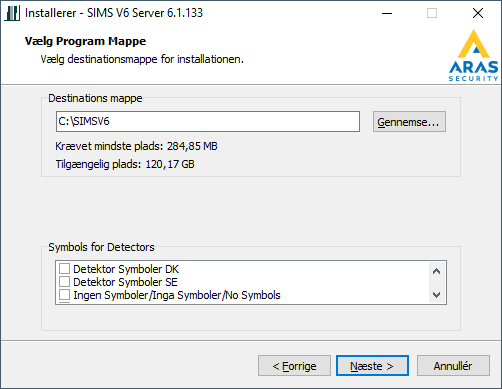 Installerer - SIMS V6 Server 6.1.133
Vælg Program Mappe
Vælg destinationsmappe for installationen.
ARAS
SECURITY
Destinations mappe
C:\SIMSV6
Gennemse...
Krævet mindste plads: 284,85 MB
Tilgængelig plads: 120,17 GB
Symbols for Detectors
Detektor Symboler DK
Detektor Symboler SE
Ingen Symboler/Inga Symboler/No Symbols
< Forrige
Næste >
Annullér